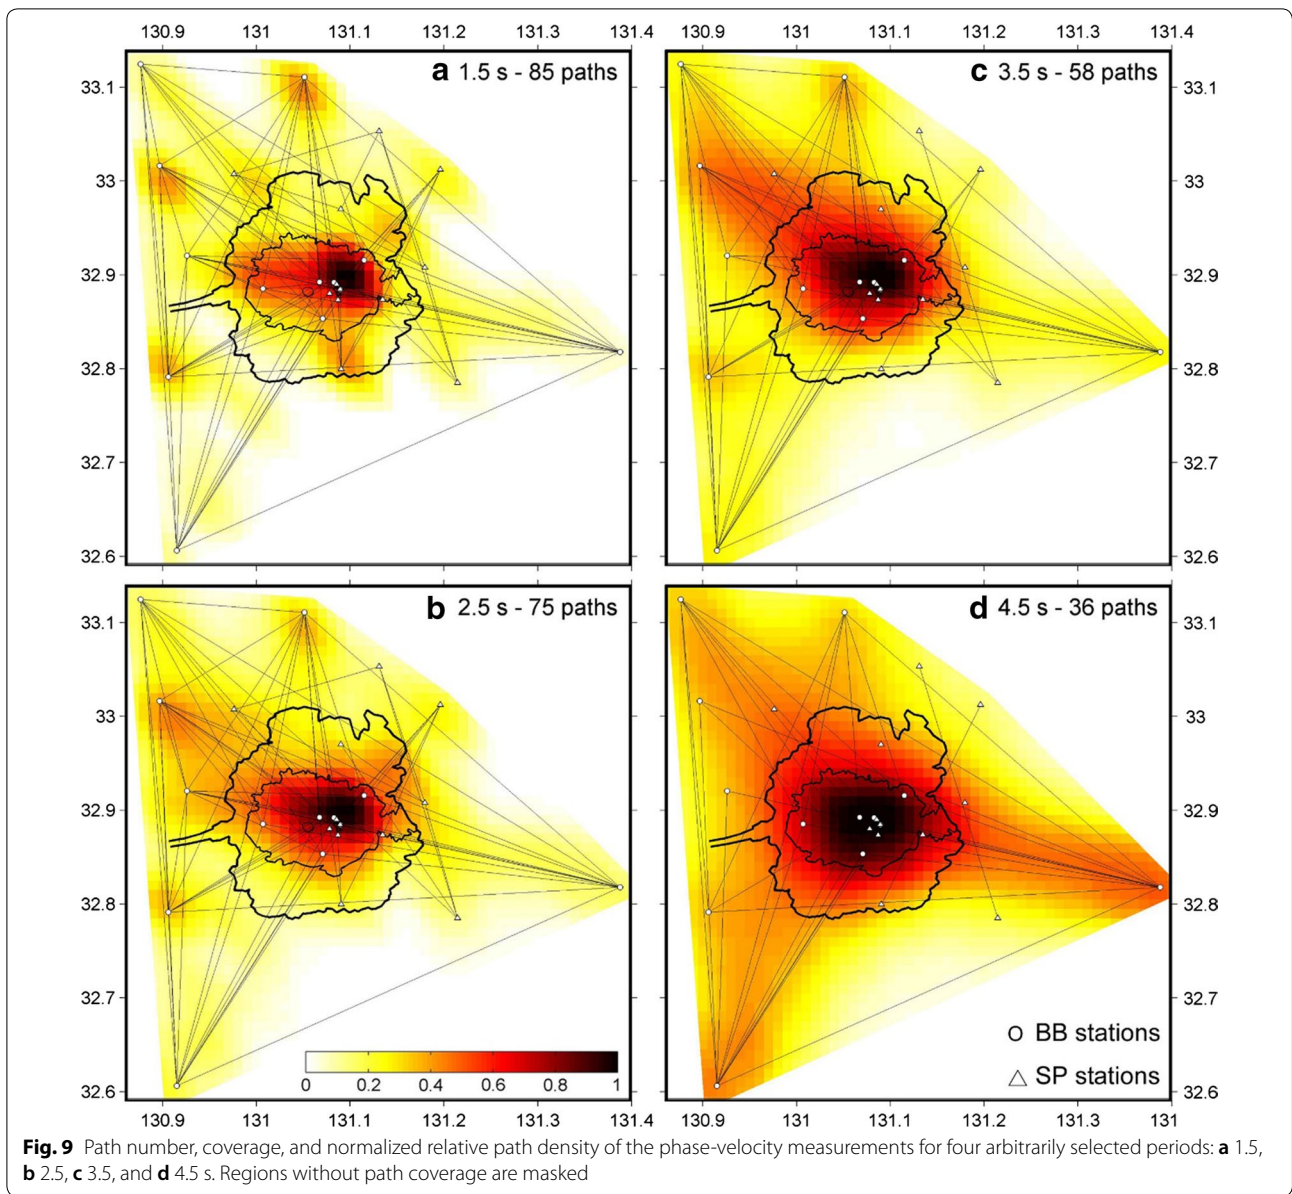 130.9 131 131.1 131.2 131.3 131.4 130.9 131 131.1 131.2 131.3 131.4
a 1.5 s - 85 paths
c 3.5 s - 58 paths
33.1
33
32.9
32.8
32.7
32.6
33.1
33
32.9
32.8
32.7
32.6
b 2.5 s - 75 paths
d 4.5 s - 36 paths
33.1
33
32.9
32.8
32.7
32.6
33.1
33
32.9
32.8
32.7
32.6
0 0.2 0.4 0.6 0.8 1
BB stations
SP stations
130.9 131 131.1 131.2 131.3 131.4 130.9 131 131.1 131.2 131.3 131
Fig. 9 Path number, coverage, and normalized relative path density of the phase-velocity measurements for four arbitrarily selected periods: a 1.5,
b 2.5, c 3.5, and d 4.5 s. Regions without path coverage are masked